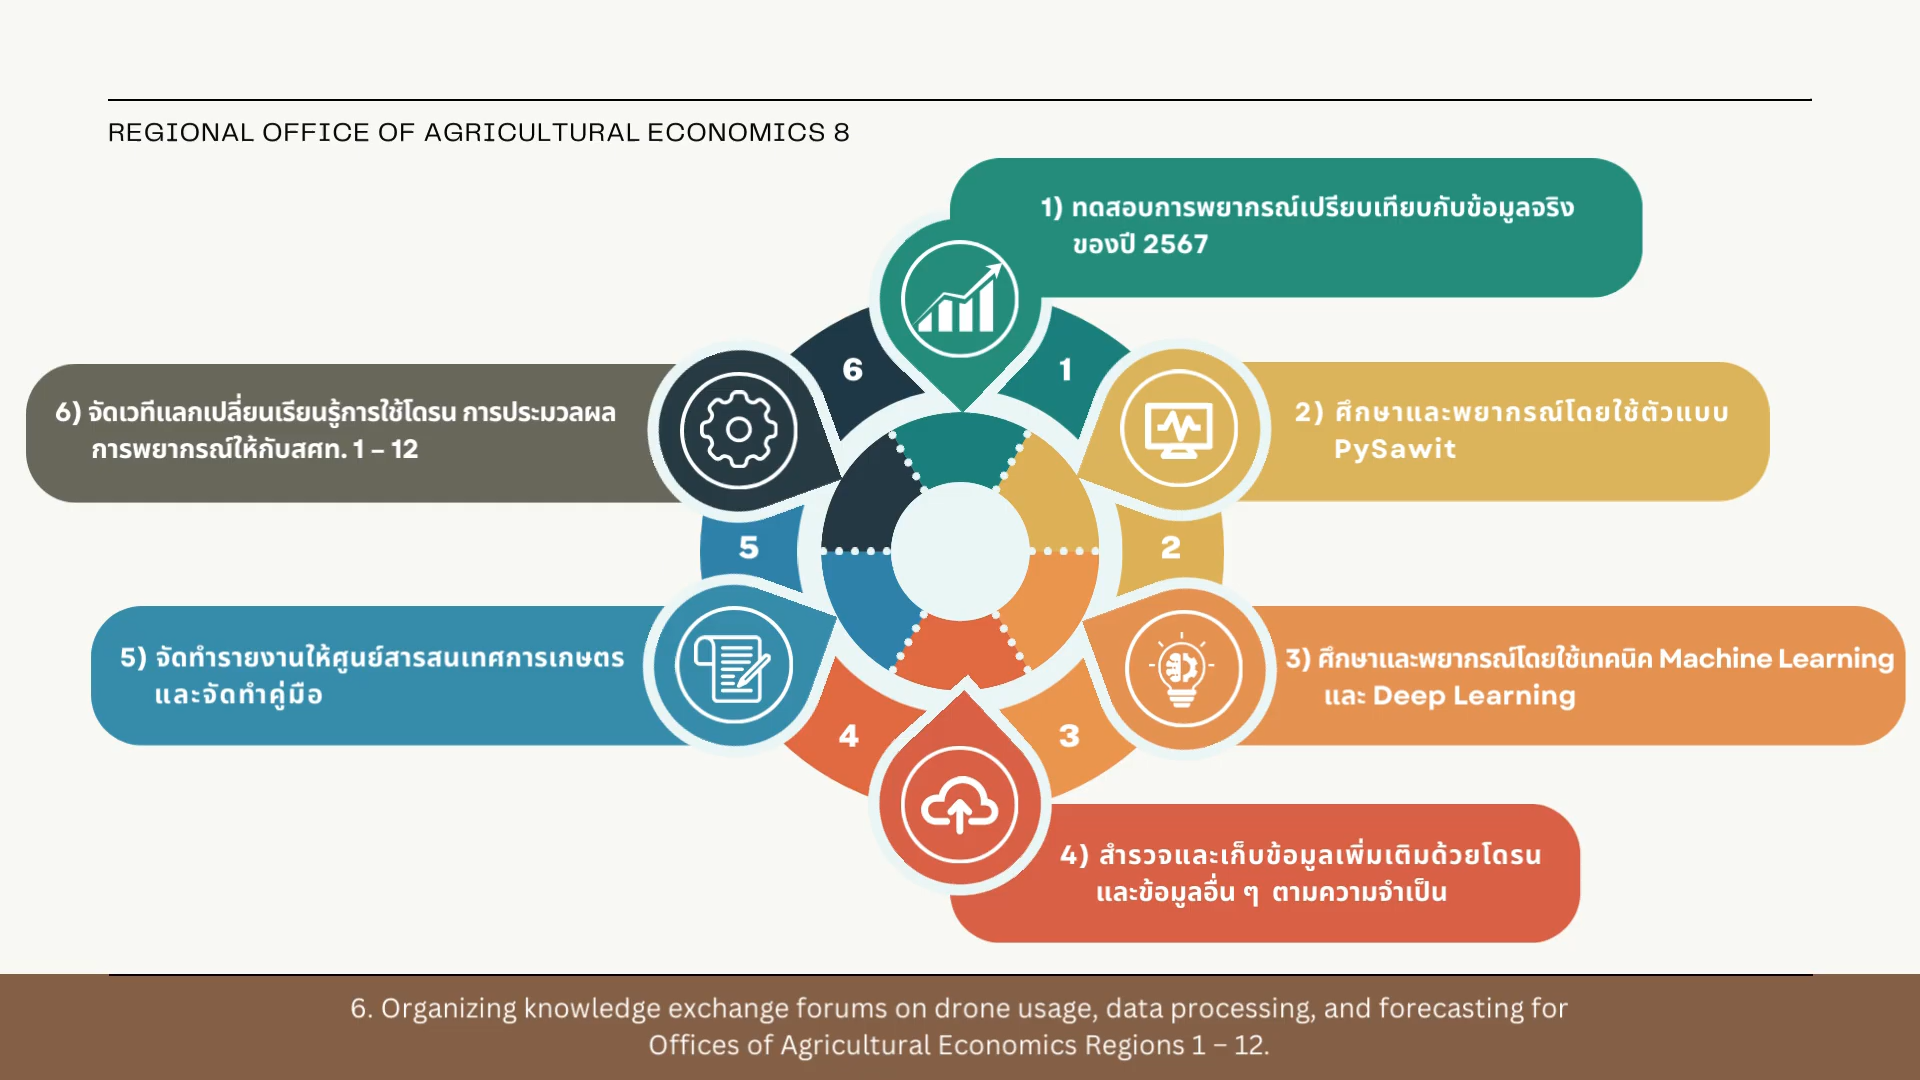 REGIONAL OFFICE OF AGRICULTURAL ECONOMICS 8
1) ทดสอบการพยากรณ์เปรียบเทียบกับข้อมูลจริง
ของปี 2567
6
1
6) จัดเวทีแลกเปลี่ยนเรียนรู้การใช้โดรน การประมวลผล
การพยากรณ์ให้กับสศท. 1 – 12
2) ศึกษาและพยากรณ์โดยใช้ตัวแบบ
PySawit
5
2
5) จัดทำรายงานให้ศูนย์สารสนเทศการเกษตร
และจัดทำคู่มือ
3) ศึกษาและพยากรณ์โดยใช้เทคนิค Machine Learning
และ Deep Learning
4
3
4) สำรวจและเก็บข้อมูลเพิ่มเติมด้วยโดรน
และข้อมูลอื่น ๆ ตามความจำเป็น
6. Organizing knowledge exchange forums on drone usage, data processing, and forecasting for
Offices of Agricultural Economics Regions 1 – 12.